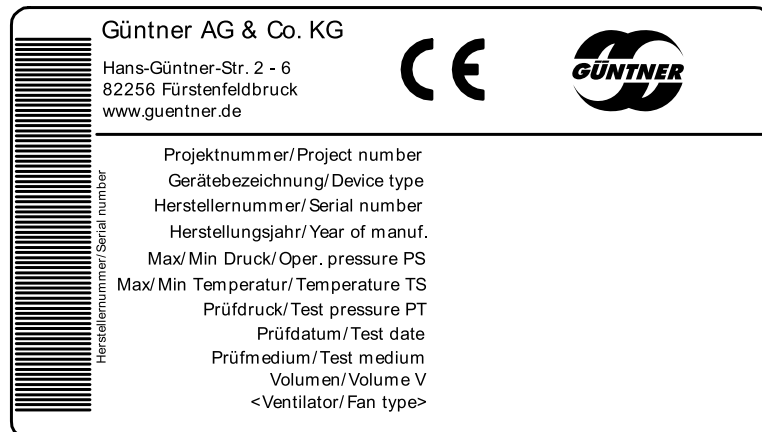 Güntner AG & Co. KG
Hans-Güntner-Str. 2 - 6
82256 Fürstenfeldbruck
www.guentner.de
GÜNTNER
Herstellernummer/Serial number
Projektnummer/Project number
Gerätebezeichnung/Device type
Herstellernummer/Serial number
Herstellungsjahr/Year of manuf.
Max/Min Druck/Oper. pressure PS
Max/Min Temperatur/Temperature TS
Prüfdruck/Test pressure PT
Prüfdatum/Test date
Prüfmedium/Test medium
Volumen/Volume V
<Ventilator/Fan type>